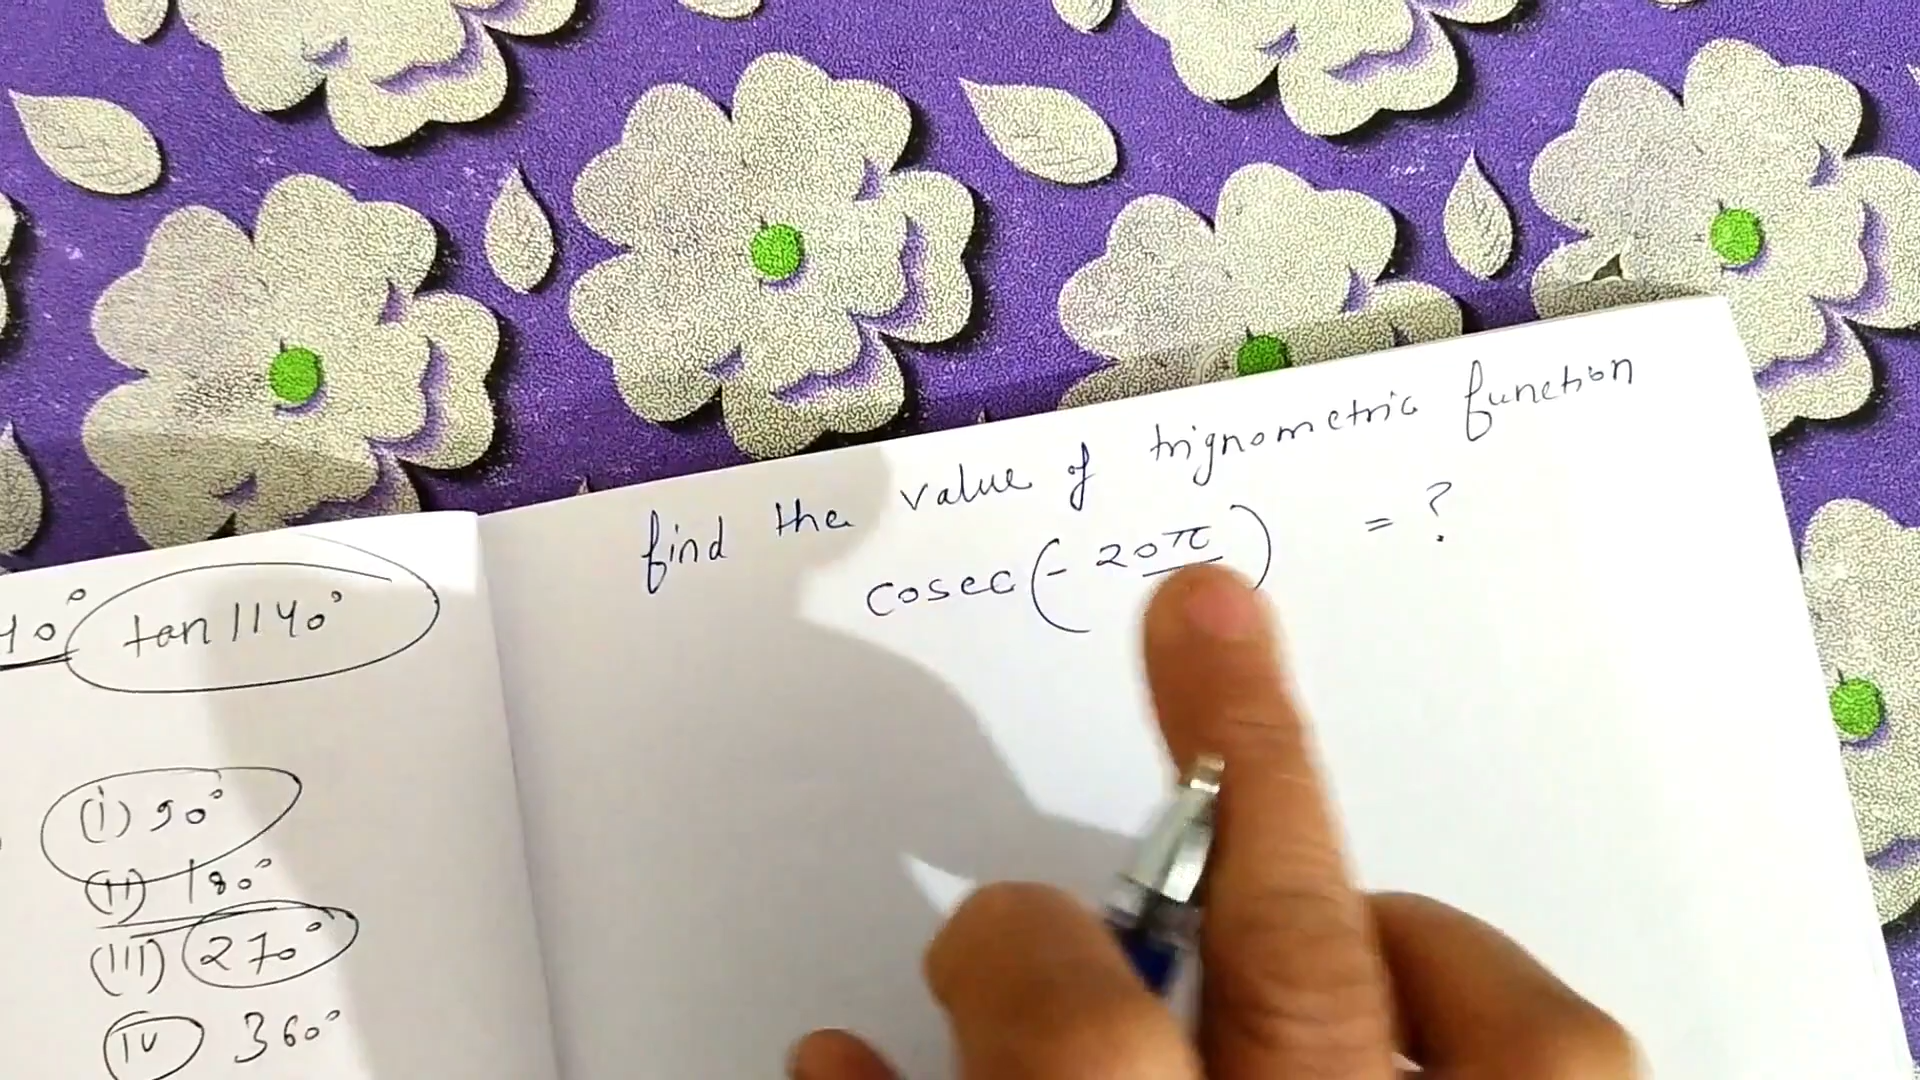 find the value of trignometric function
cosec (- 20π ) = ?
tan 1140°
(i) 90°
(ii) 180°
(iii) 270°
(iv) 360°